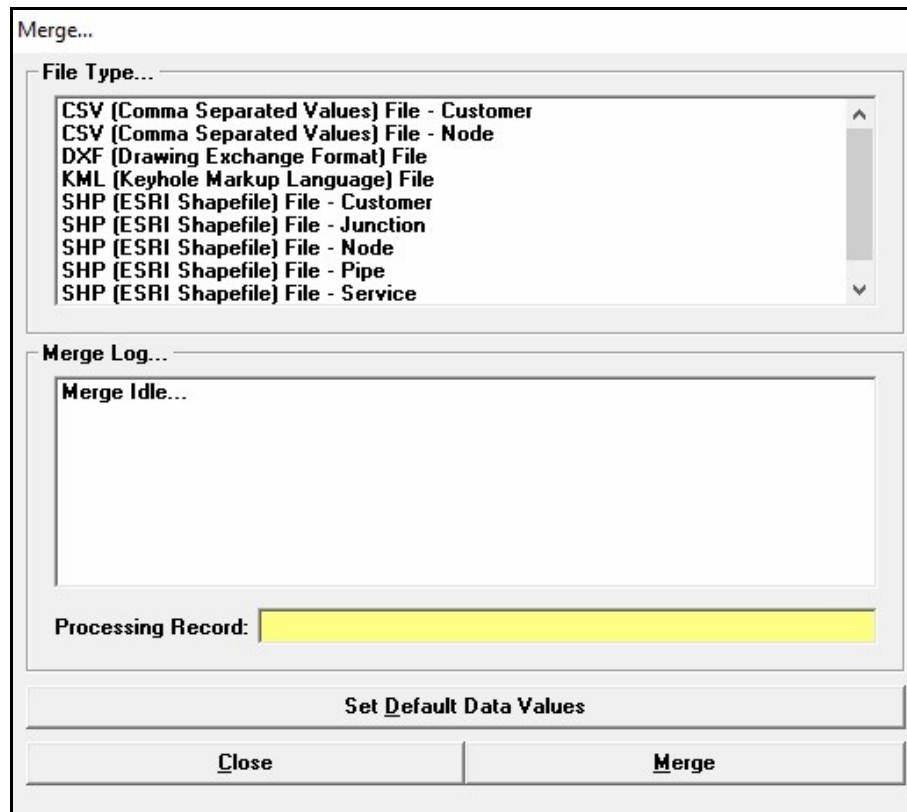 Merge...
File Type...
CSV (Comma Separated Values) File - Customer
CSV (Comma Separated Values) File - Node
DXF (Drawing Exchange Format) File
KML (Keyhole Markup Language) File
SHP (ESRI Shapefile) File - Customer
SHP (ESRI Shapefile) File - Junction
SHP (ESRI Shapefile) File - Node
SHP (ESRI Shapefile) File - Pipe
SHP (ESRI Shapefile) File - Service
Merge Log...
Merge Idle...
Processing Record:
Set Default Data Values
Close Merge